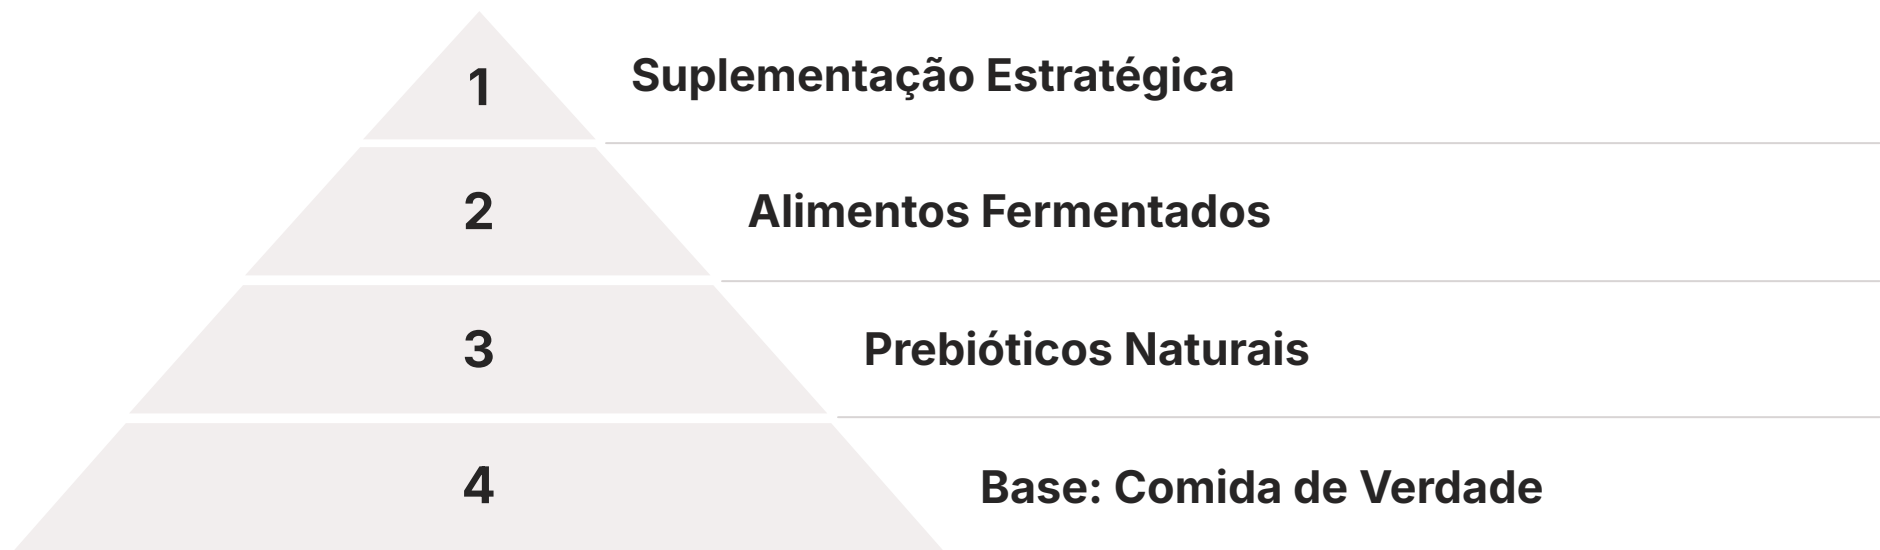 1 Suplementação Estratégica
2 Alimentos Fermentados
3 Prebióticos Naturais
4 Base: Comida de Verdade